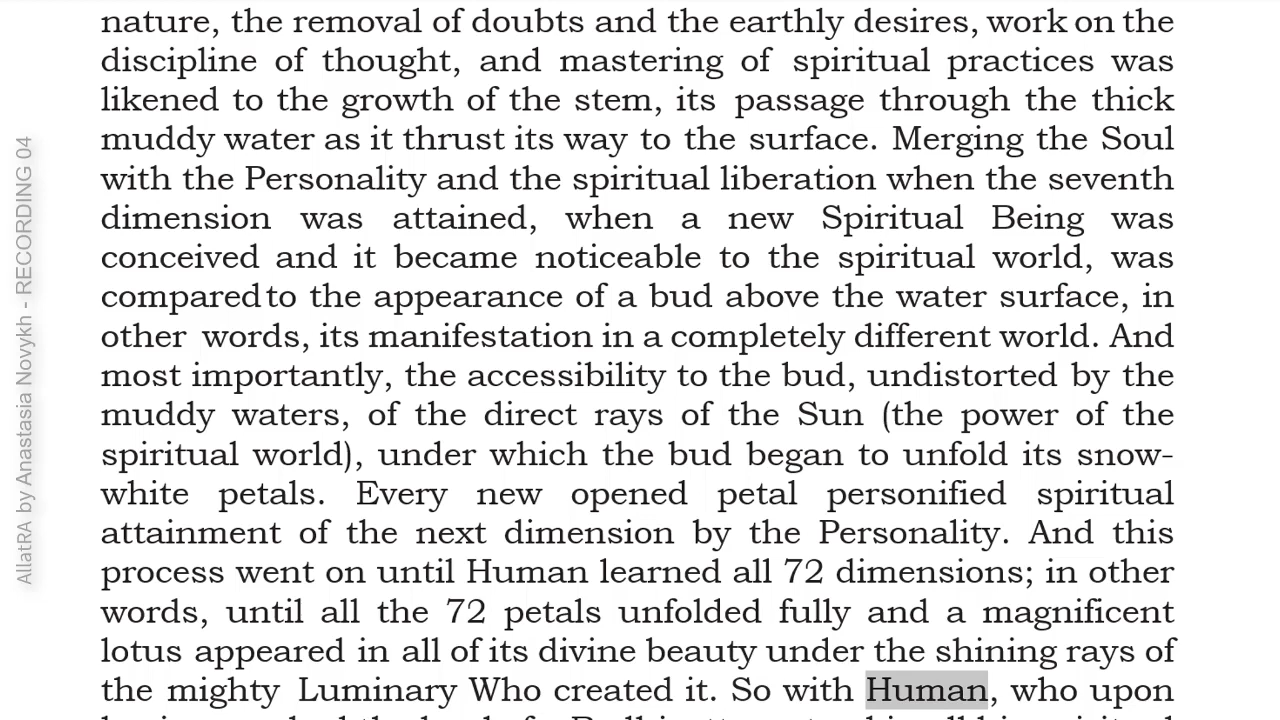 nature, the removal of doubts and the earthly desires, work on the
discipline of thought, and mastering of spiritual practices was
likened to the growth of the stem, its passage through the thick
muddy water as it thrust its way to the surface. Merging the Soul
with the Personality and the spiritual liberation when the seventh
dimension was attained, when a new Spiritual Being was
conceived and it became noticeable to the spiritual world, was
compared to the appearance of a bud above the water surface, in
other words, its manifestation in a completely different world. And
most importantly, the accessibility to the bud, undistorted by the
muddy waters, of the direct rays of the Sun (the power of the
spiritual world), under which the bud began to unfold its snow-
white petals. Every new opened petal personified spiritual
attainment of the next dimension by the Personality. And this
process went on until Human learned all 72 dimensions; in other
words, until all the 72 petals unfolded fully and a magnificent
lotus appeared in all of its divine beauty under the shining rays of
the mighty Luminary Who created it. So with Human, who upon
AllatRA by Anastasia Novykh - RECORDING 04